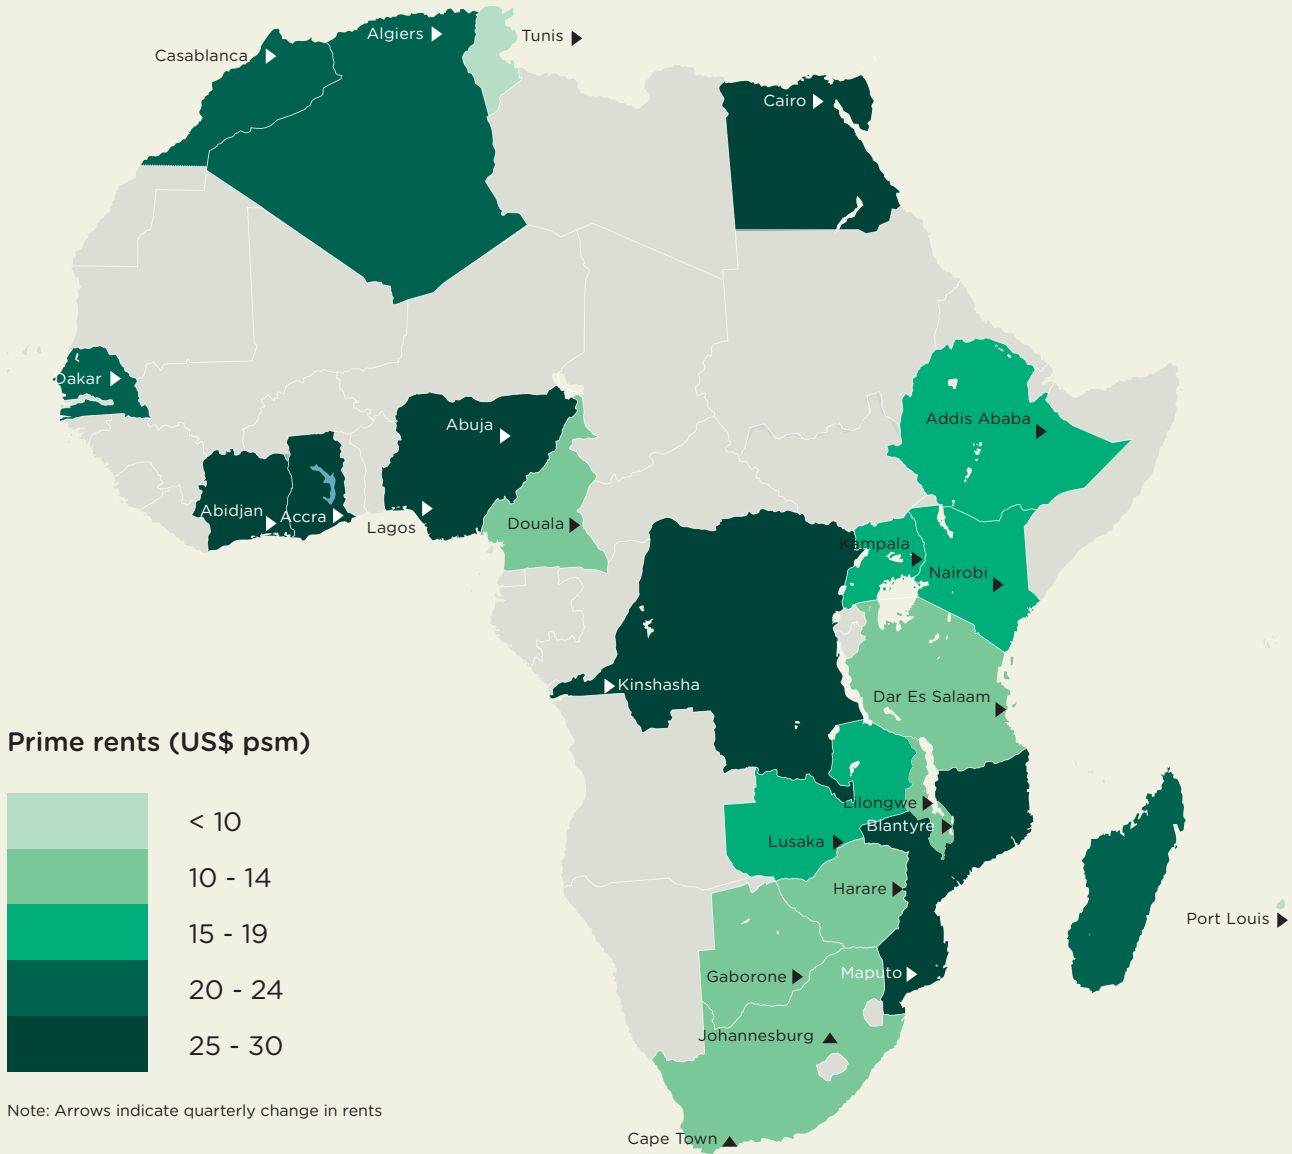 Casablanca
Algiers
Tunis
Cairo
Dakar
Abuja
Addis Ababa
Abidjan
Accra
Lagos
Douala
Kampala
Nairobi
Kinshasha
Dar Es Salaam
Prime rents (US$ psm)
< 10
10 - 14
15 - 19
20 - 24
25 - 30
Note: Arrows indicate quarterly change in rents
Lilongwe
Blantyre
Lusaka
Harare
Port Louis
Gaborone
Maputo
Johannesburg
Cape Town